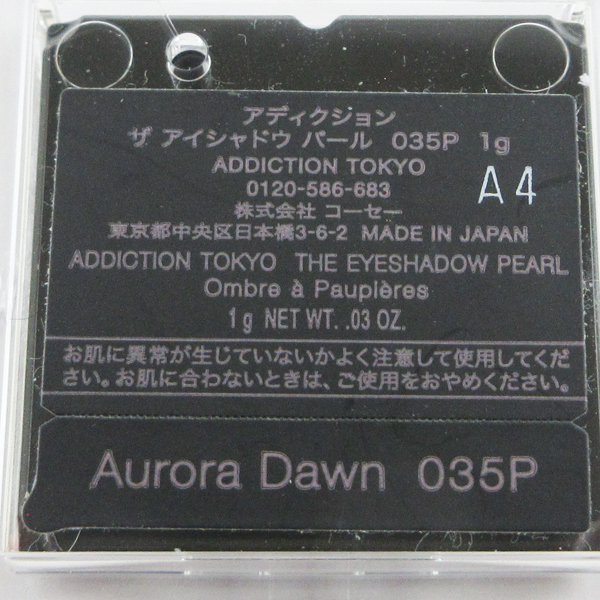 アディクション
ザ アイシャドウ パール 035P 1g
ADDICTION TOKYO
0120-586-683
A4
株式会社 コーセー
東京都中央区日本橋3-6-2 MADE IN JAPAN
ADDICTION TOKYO THE EYESHADOW PEARL
Ombre à Paupières
1 g NET WT. .03 OZ.
お肌に異常が生じていないかよく注意して使用してくだ
さい。お肌に合わないときは、ご使用をおやめください。
Aurora Dawn 035P